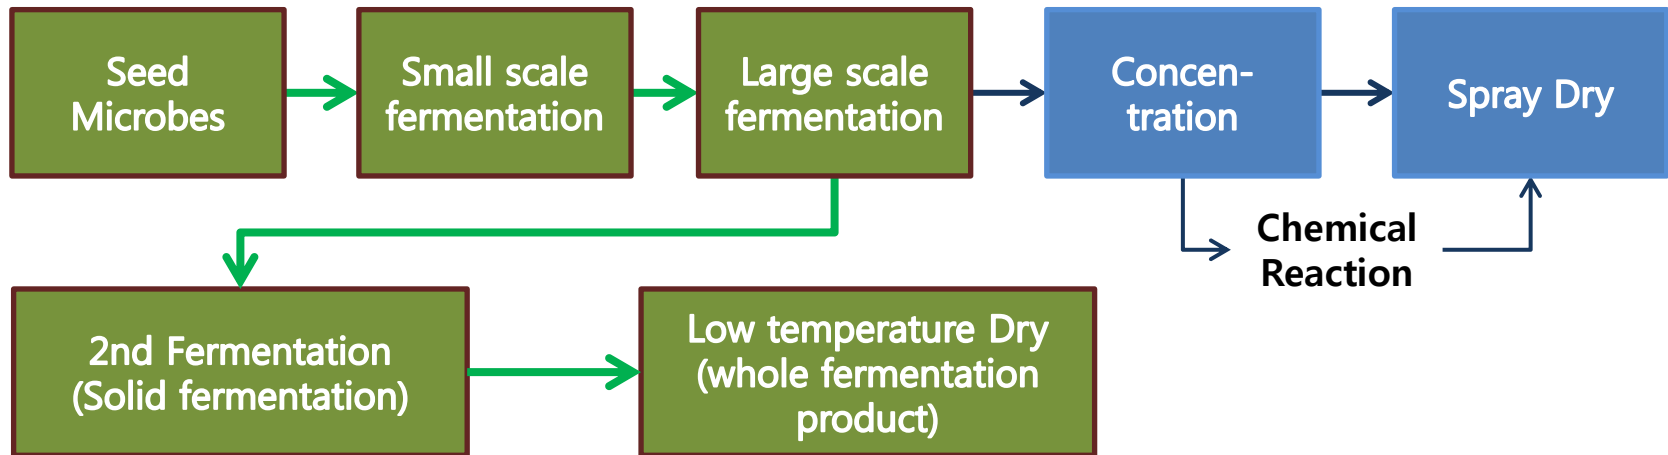 Seed
Microbes
Small scale
fermentation
Large scale
fermentation
Concen-
tration
Spray Dry
Chemical
Reaction
2nd Fermentation
(Solid fermentation)
Low temperature Dry
(whole fermentation
product)